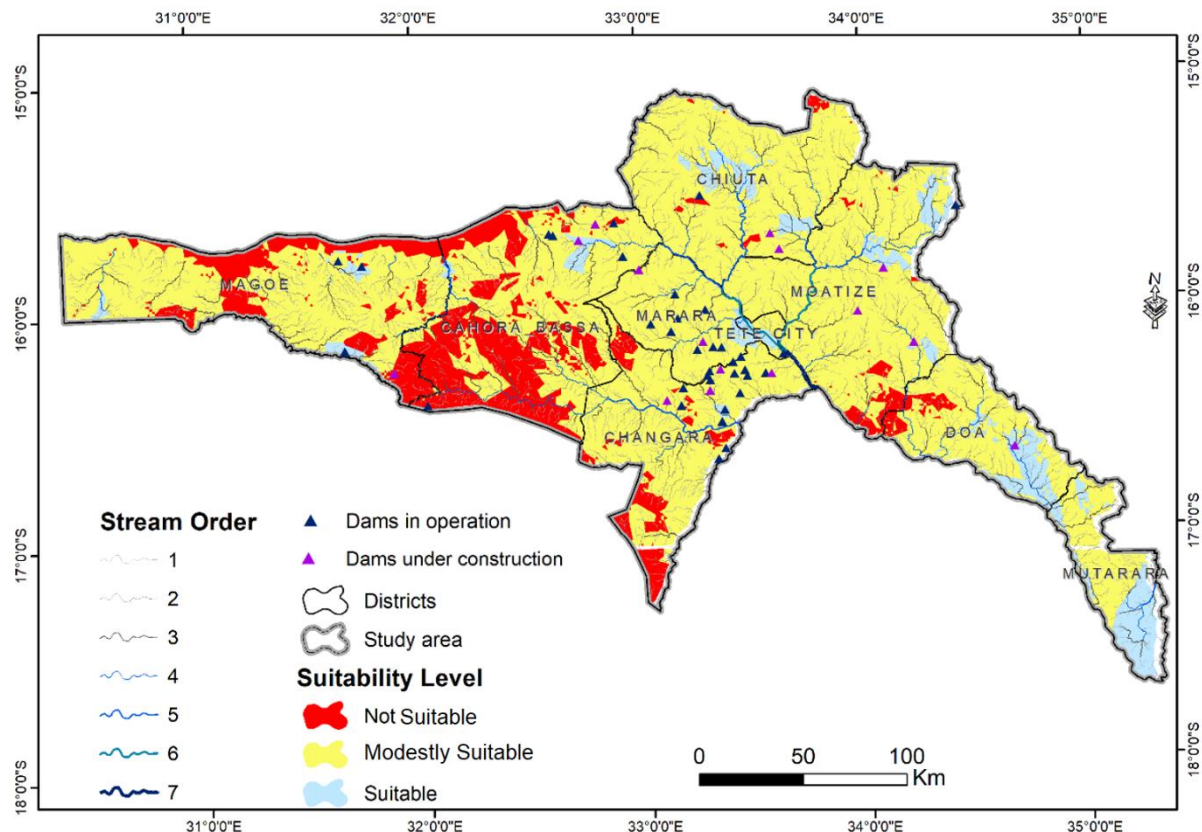 31°0'0"E 32°0'0"E 33°0'0"E 34°0'0"E 35°0'0"E
15°0'0"S 15°0'0"S
CHIUTA
MAGOE MOATIZE
16°0'0"S MARARA 16°0'0"S
CAHORA BASSA TETE CITY
N
CHANGARA DOA
17°0'0"S 17°0'0"S
MUTARARA
18°0'0"S 18°0'0"S
Stream Order
1
2
3
4
5
6
7
Dams in operation
Dams under construction
Districts
Study area
Suitability Level
Not Suitable
Modestly Suitable
Suitable
0 50 100
Km
31°0'0"E 32°0'0"E 33°0'0"E 34°0'0"E 35°0'0"E